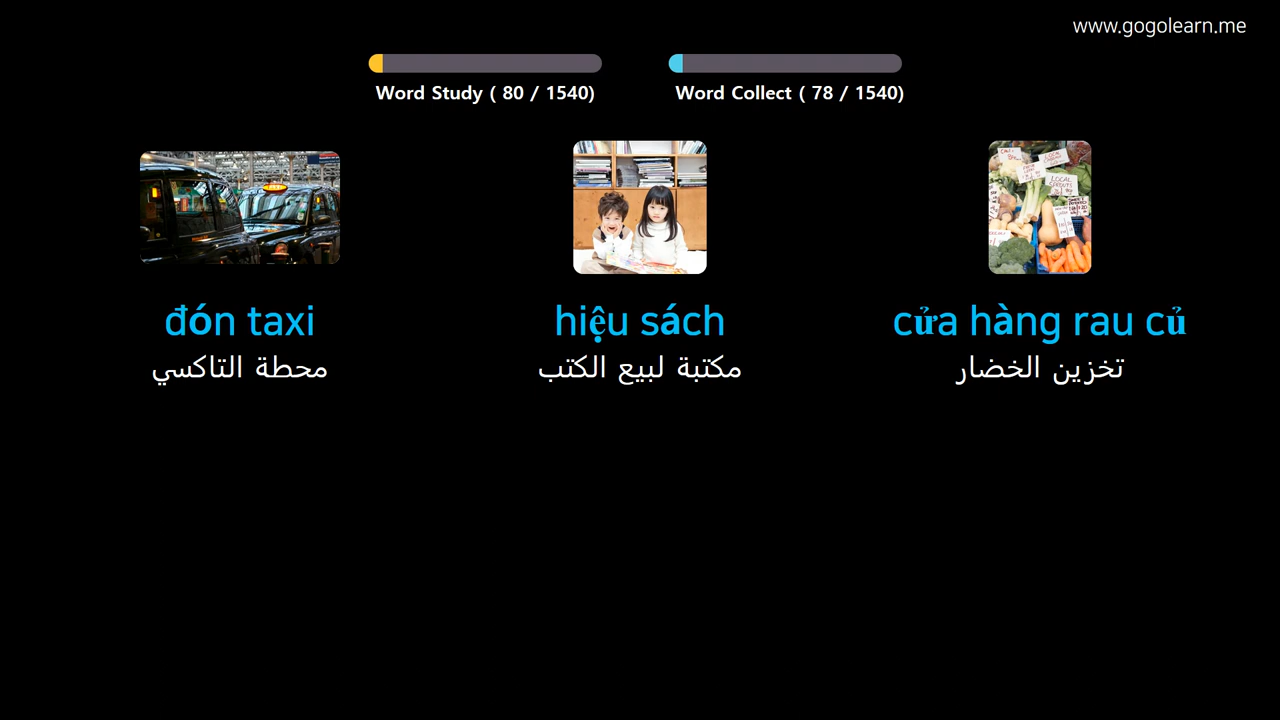 www.gogolearn.me
Word Study ( 80 / 1540)
Word Collect ( 78 / 1540)
LOCAL
đón taxi
hiệu sách
cửa hàng rau củ
محطة التاكسي
مكتبة لبيع الكتب
تخزين الخضار